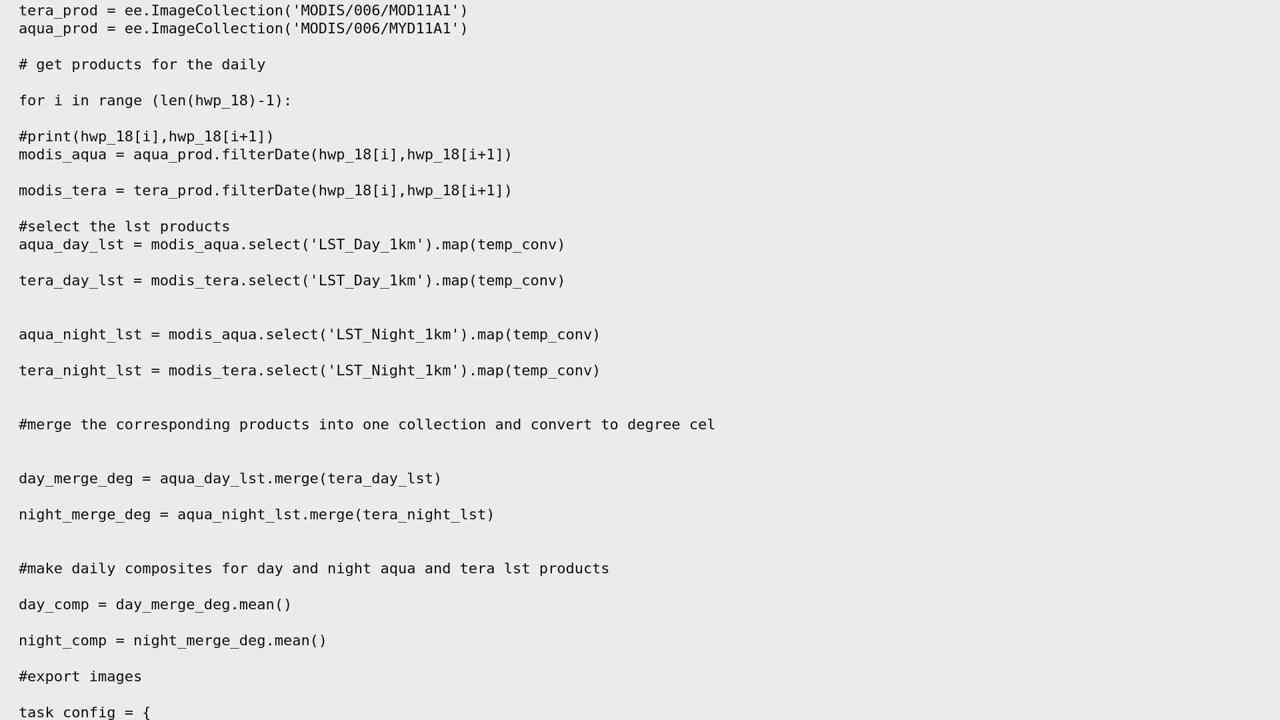 tera_prod = ee.ImageCollection('MODIS/006/MOD11A1')
aqua_prod = ee.ImageCollection('MODIS/006/MYD11A1')
# get products for the daily
for i in range (len(hwp_18)-1):
#print(hwp_18[i],hwp_18[i+1])
modis_aqua = aqua_prod.filterDate(hwp_18[i],hwp_18[i+1])
modis_tera = tera_prod.filterDate(hwp_18[i],hwp_18[i+1])
#select the lst products
aqua_day_lst = modis_aqua.select('LST_Day_1km').map(temp_conv)
tera_day_lst = modis_tera.select('LST_Day_1km').map(temp_conv)
aqua_night_lst = modis_aqua.select('LST_Night_1km').map(temp_conv)
tera_night_lst = modis_tera.select('LST_Night_1km').map(temp_conv)
#merge the corresponding products into one collection and convert to degree cel
day_merge_deg = aqua_day_lst.merge(tera_day_lst)
night_merge_deg = aqua_night_lst.merge(tera_night_lst)
#make daily composites for day and night aqua and tera lst products
day_comp = day_merge_deg.mean()
night_comp = night_merge_deg.mean()
#export images
task_config = {